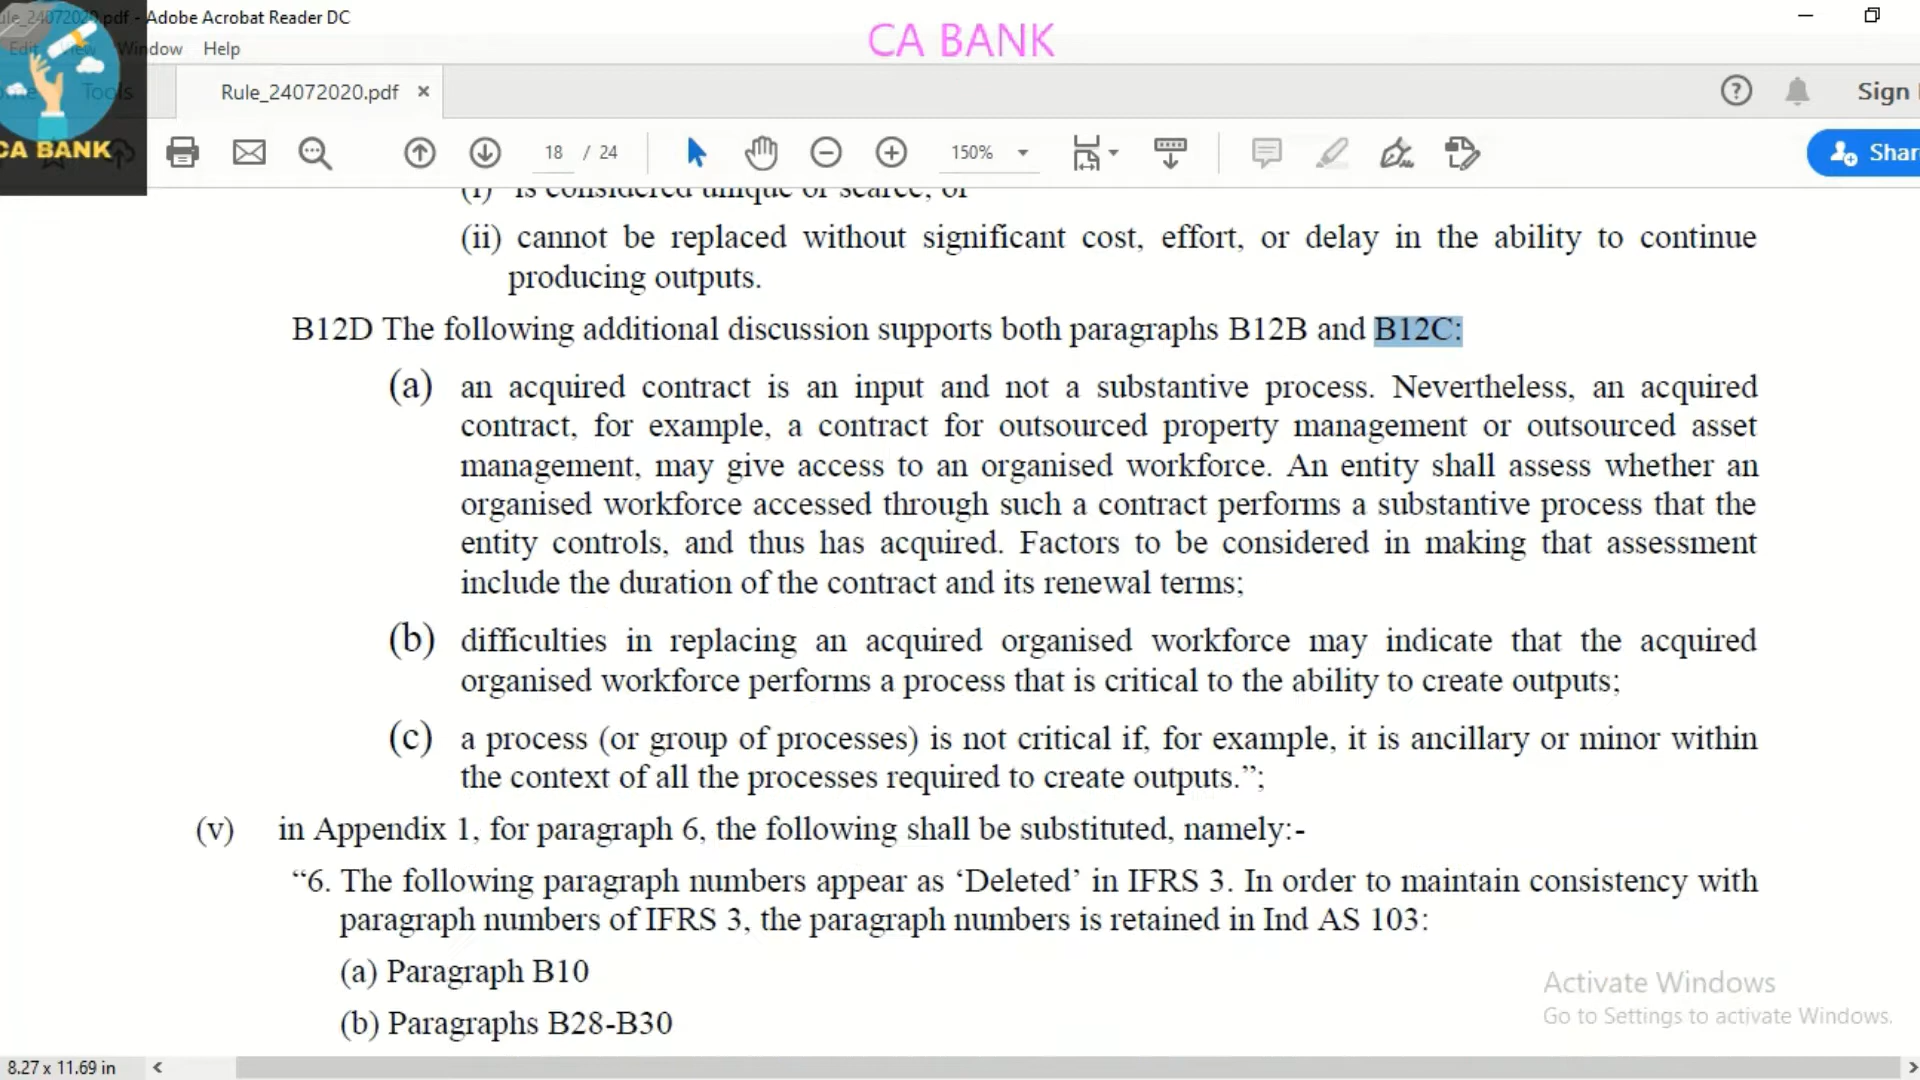 Rule_24072020.pdf - Adobe Acrobat Reader DC
CA BANK
Edit View Window Help
Tools
Rule_24072020.pdf ×
Sign
CA BANK
18 / 24
150%
Shar
(i) is considered unique or scarce, or
(ii) cannot be replaced without significant cost, effort, or delay in the ability to continue
producing outputs.
B12D The following additional discussion supports both paragraphs B12B and B12C:
(a) an acquired contract is an input and not a substantive process. Nevertheless, an acquired
contract, for example, a contract for outsourced property management or outsourced asset
management, may give access to an organised workforce. An entity shall assess whether an
organised workforce accessed through such a contract performs a substantive process that the
entity controls, and thus has acquired. Factors to be considered in making that assessment
include the duration of the contract and its renewal terms;
(b) difficulties in replacing an acquired organised workforce may indicate that the acquired
organised workforce performs a process that is critical to the ability to create outputs;
(c) a process (or group of processes) is not critical if, for example, it is ancillary or minor within
the context of all the processes required to create outputs.”;
(v) in Appendix 1, for paragraph 6, the following shall be substituted, namely:-
“6. The following paragraph numbers appear as ‘Deleted’ in IFRS 3. In order to maintain consistency with
paragraph numbers of IFRS 3, the paragraph numbers is retained in Ind AS 103:
(a) Paragraph B10
(b) Paragraphs B28-B30
Activate Windows
Go to Settings to activate Windows.
8.27 x 11.69 in